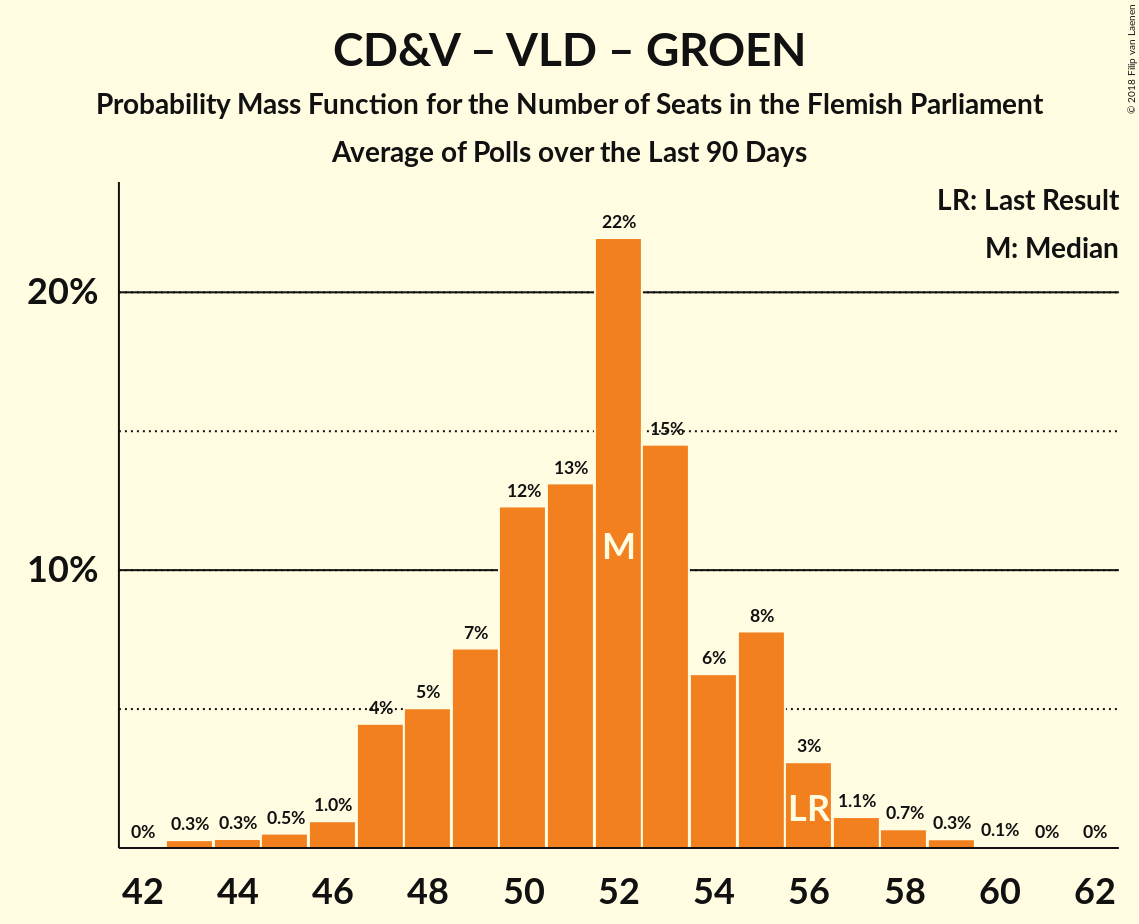 CD&V – VLD – GROEN
Probability Mass Function for the Number of Seats in the Flemish Parliament
Average of Polls over the Last 90 Days
© 2018 Filip van Laenen
LR: Last Result
M: Median
20%
10%
0%
0.3%
0.3%
0.5%
1.0%
4%
5%
7%
12%
13%
22%
15%
6%
8%
3%
1.1%
0.7%
0.3%
0.1%
0%
0%
M
LR
42 44 46 48 50 52 54 56 58 60 62